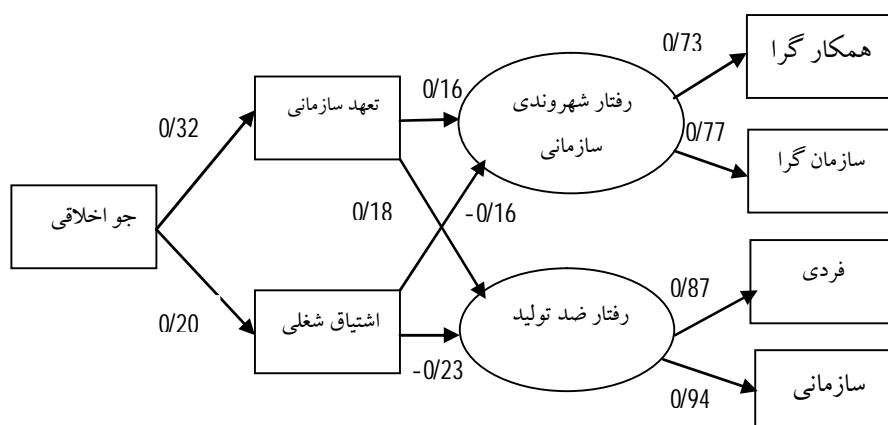 0/73
همکار گرا
0/16
تعهد سازمانی
رفتار شهروندی
سازمانی
0/32
0/77
سازمان گرا
جو اخلاقی
0/18
-0/16
0/87
فردی
0/20
اشتیاق شغلی
رفتار ضد تولید
-0/23
0/94
سازمانی